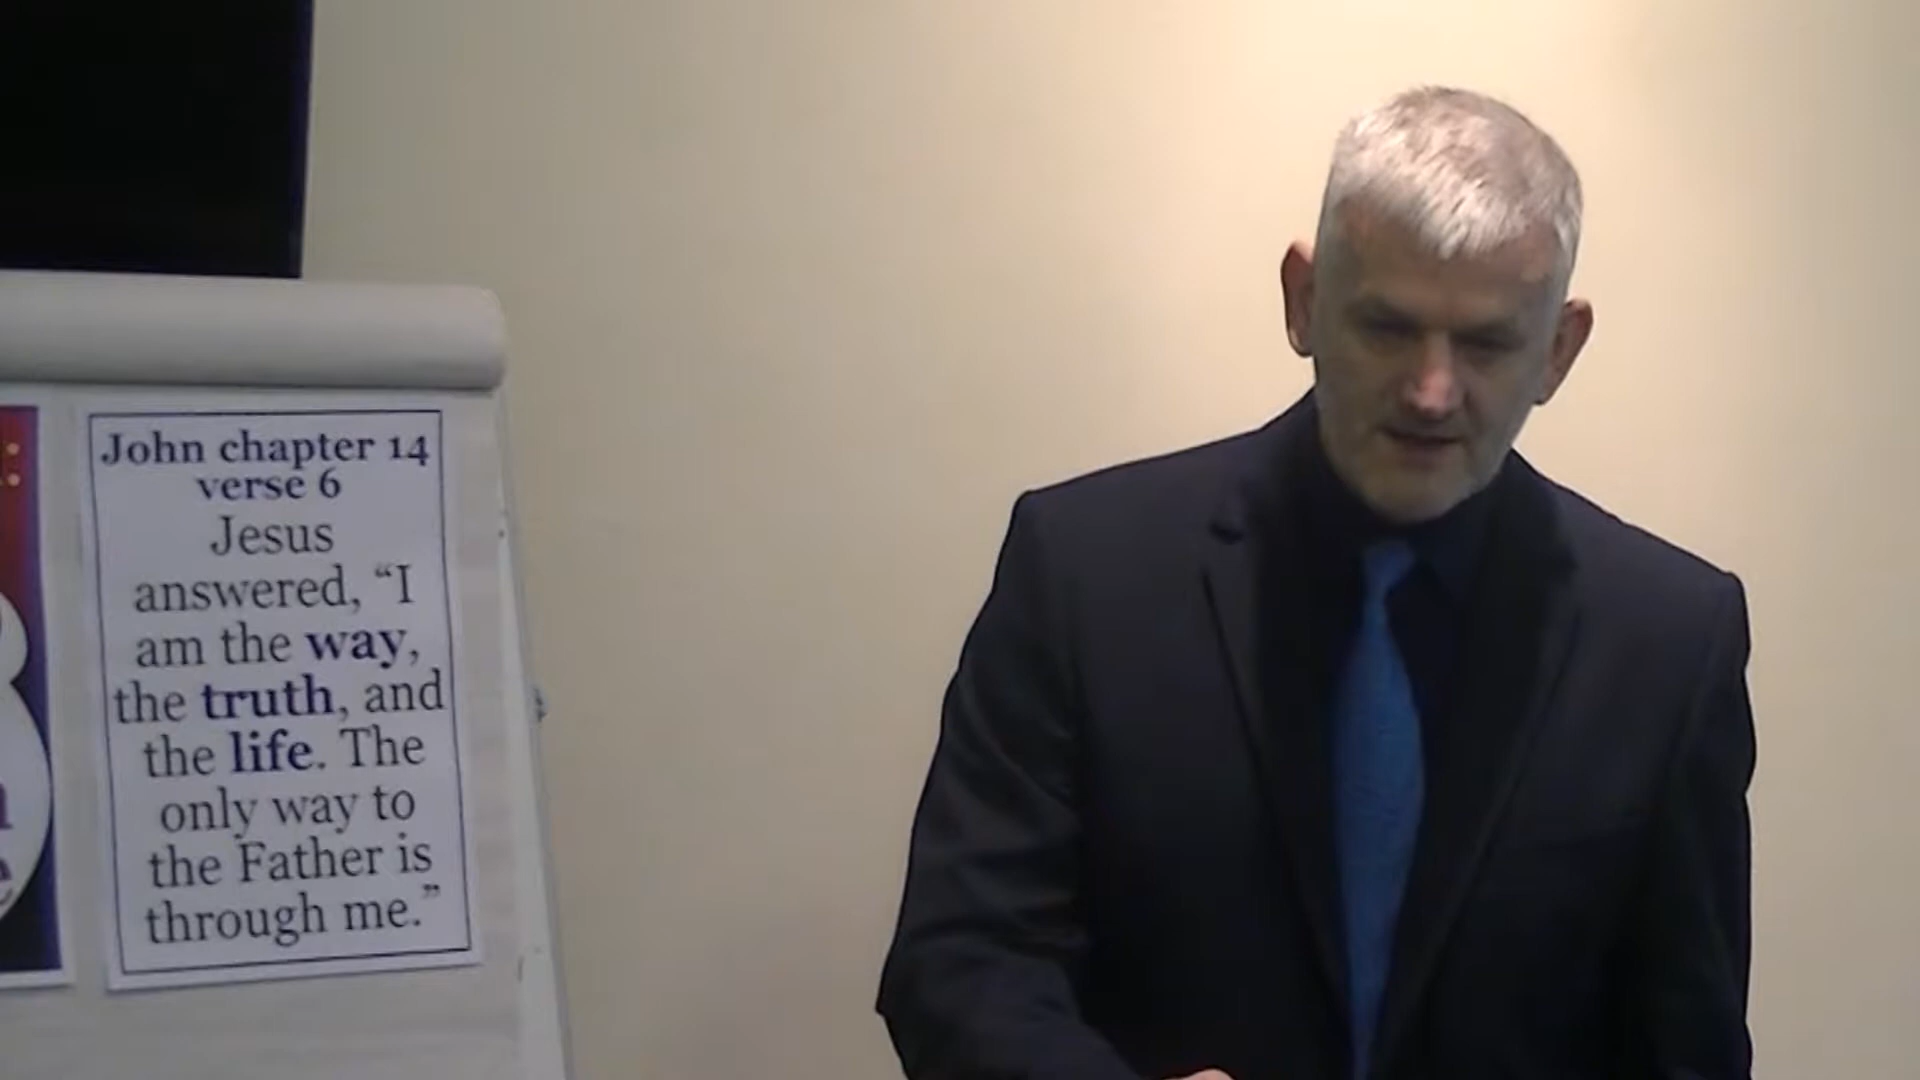 John chapter 14
verse 6
Jesus
answered, “I
am the way,
the truth, and
the life. The
only way to
the Father is
through me.”